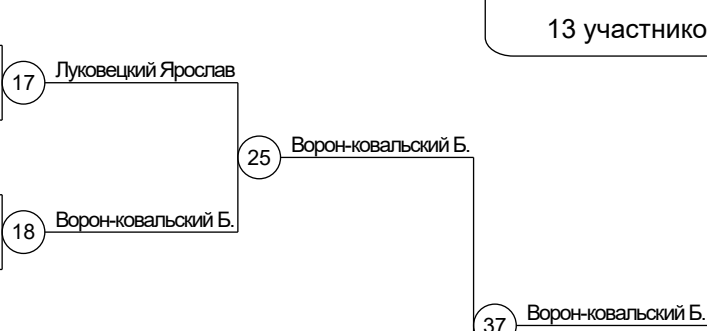 13 участнико
17 Луковецкий Ярослав
25 Ворон-ковальский Б.
18 Ворон-ковальский Б.
37 Ворон-ковальский Б.